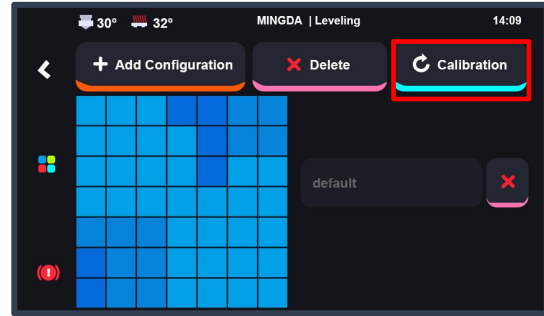 30° 32° MINGDA | Leveling 14:09
+ Add Configuration Delete Calibration
default